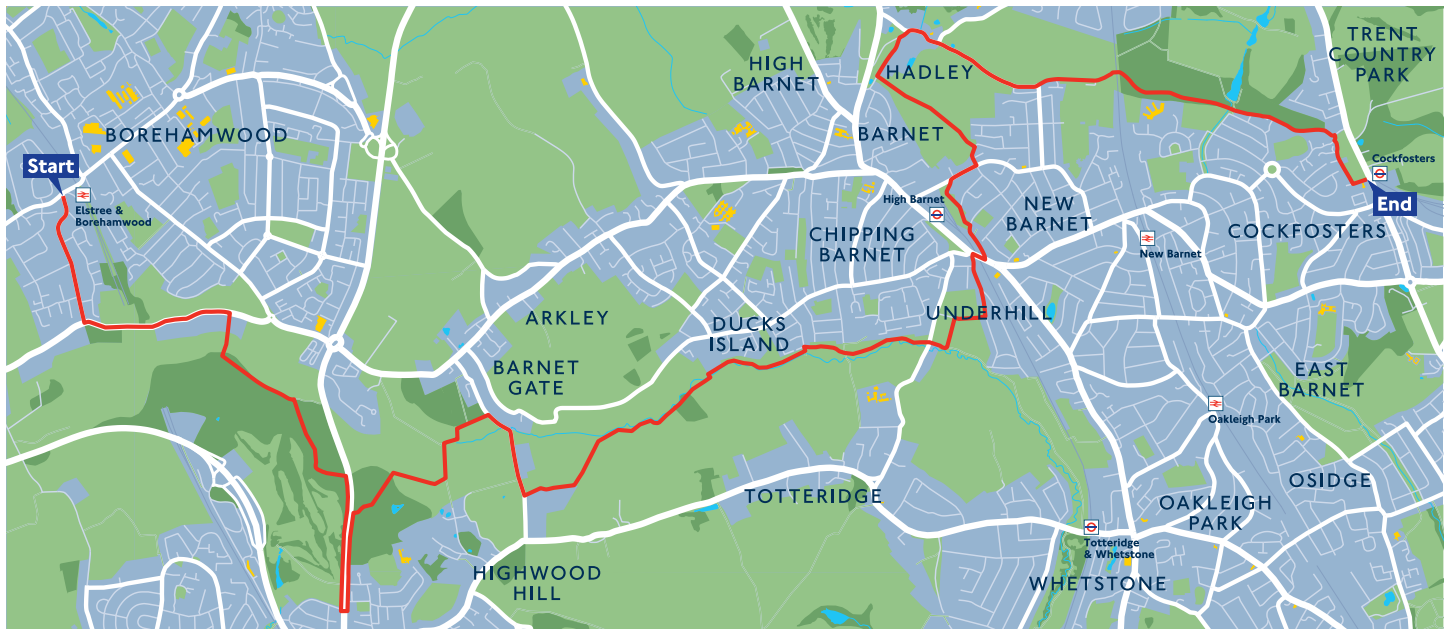 TRENT
COUNTRY
PARK
HIGH
BARNET
HADLEY
BOREHAMWOOD
BARNET
Start
Cockfosters
Elstree &
Borehamwood
High Barnet
End
NEW
BARNET
CHIPPING
BARNET
COCKFOSTERS
New Barnet
ARKLEY
DUCKS
ISLAND
UNDERHILL
BARNET
GATE
EAST
BARNET
Oakleigh Park
OSIDGE
TOTTERIDGE
OAKLEIGH
PARK
Totteridge
& Whetstone
HIGHWOOD
HILL
WHETSTONE